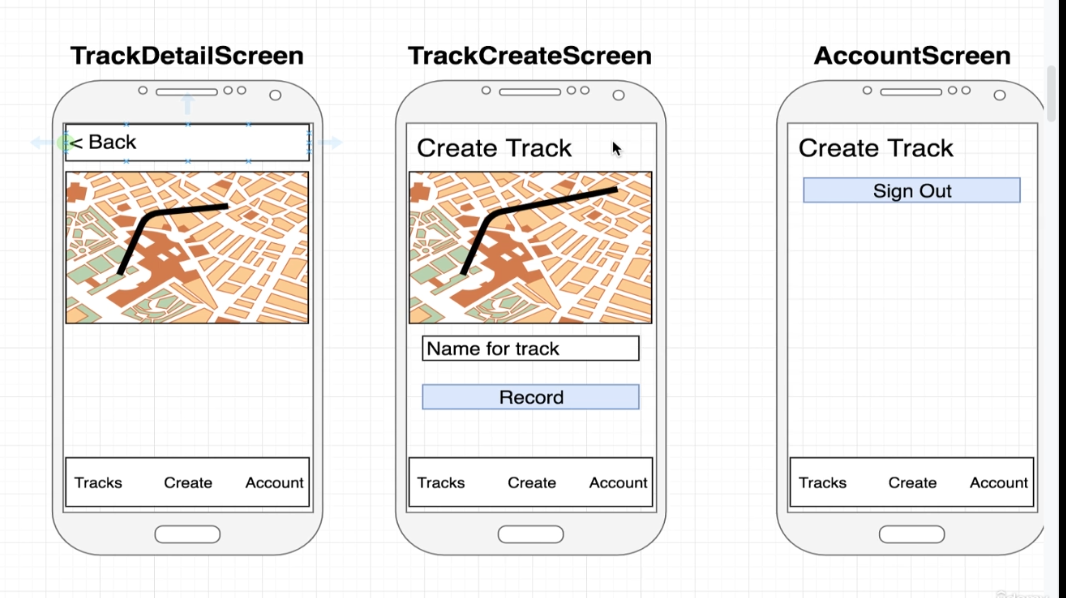 TrackDetailScreen
< Back
Tracks Create Account
TrackCreateScreen
Create Track
Name for track
Record
Tracks Create Account
AccountScreen
Create Track
Sign Out
Tracks Create Account